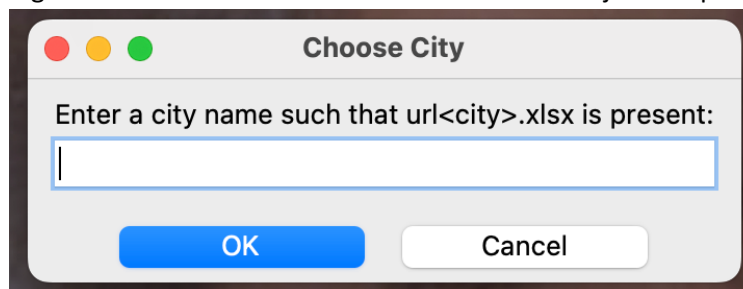 Choose City
Enter a city name such that url<city>.xlsx is present:
OK
Cancel